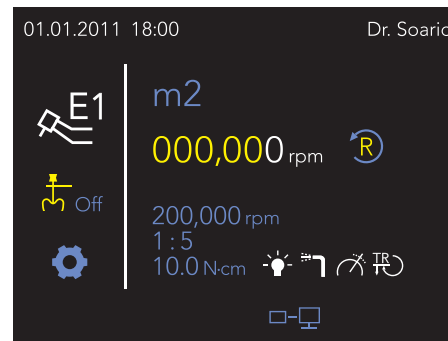 01.01.2011 18:00 Dr. Soaric
E1
m2
000,000 rpm R
Off
200,000 rpm
1:5
10.0 N·cm TR